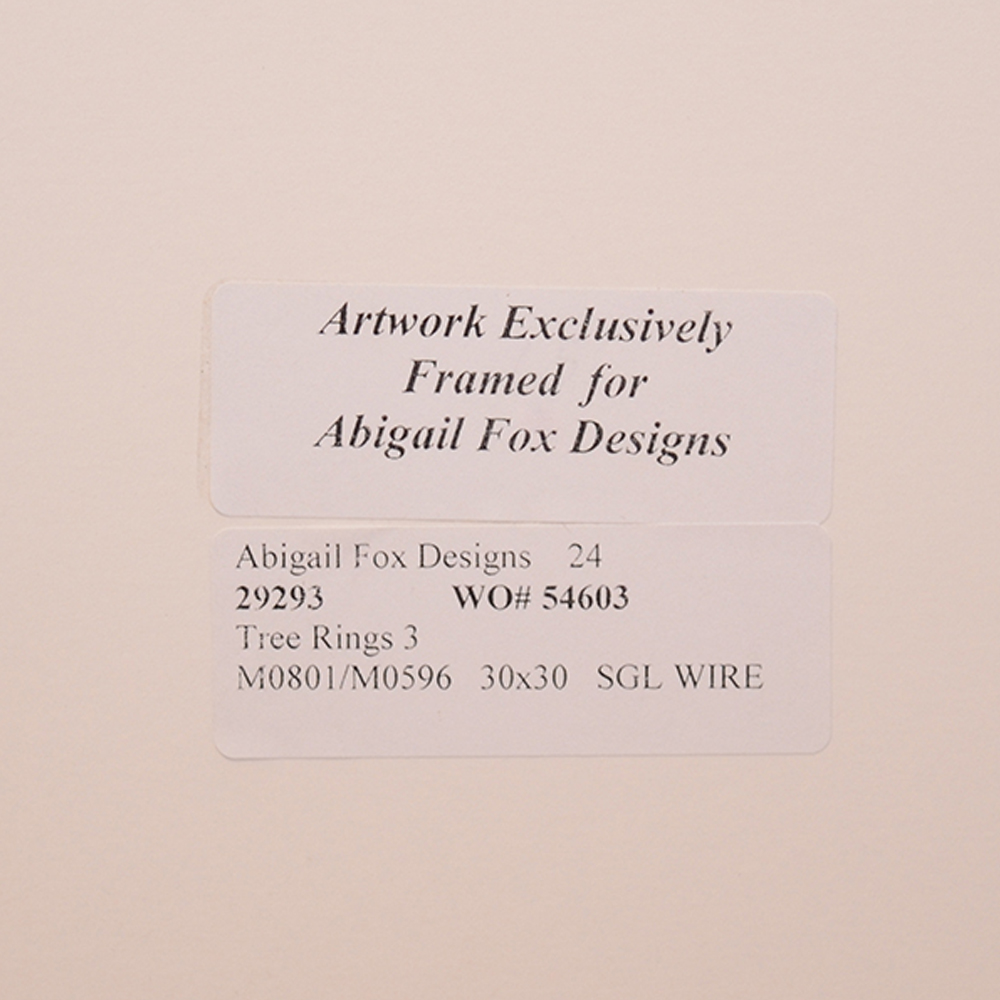 Artwork Exclusively
Framed for
Abigail Fox Designs
Abigail Fox Designs 24
29293 WO# 54603
Tree Rings 3
M0801/M0596 30x30 SGL WIRE